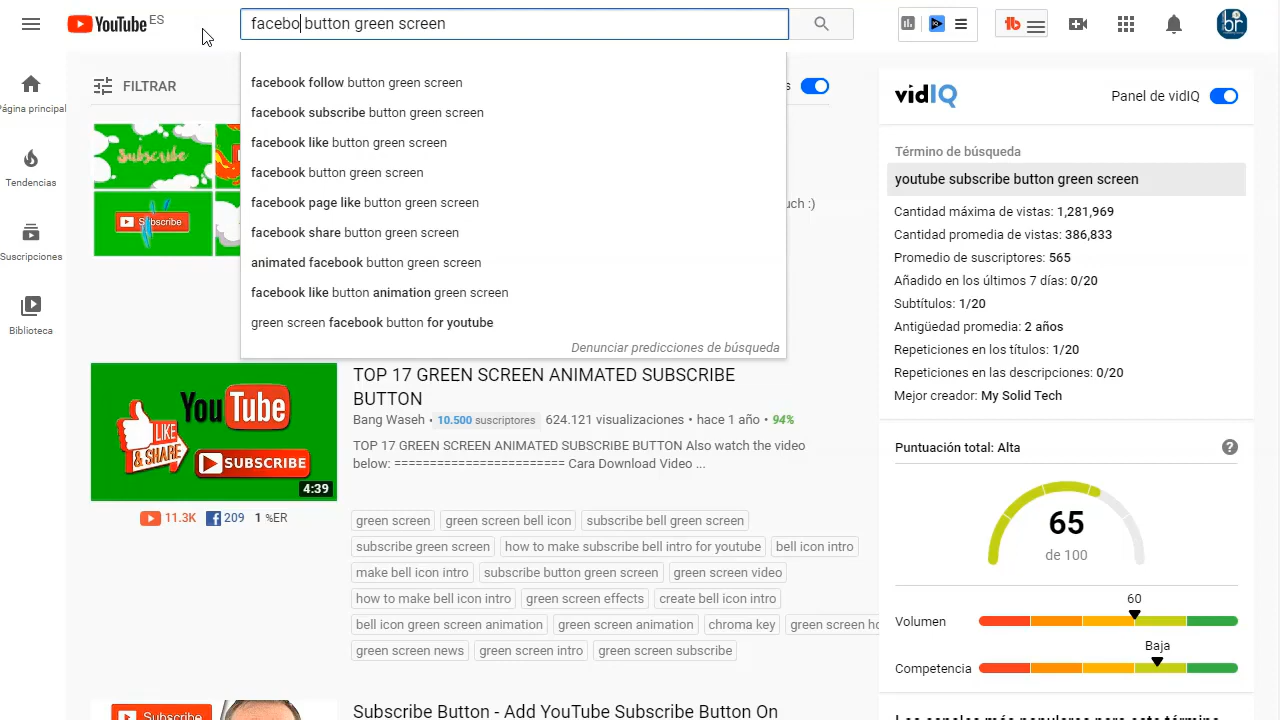 YouTube ES
facebo button green screen
tb
br
Página principal
Tendencias
Suscripciones
Biblioteca
FILTRAR
s
facebook follow button green screen
facebook subscribe button green screen
facebook like button green screen
facebook button green screen
facebook page like button green screen
facebook share button green screen
animated facebook button green screen
facebook like button animation green screen
green screen facebook button for youtube
Denunciar predicciones de búsqueda
uch :)
Subscribe
Subscribe
YouTube
LIKE
& SHARE
SUBSCRIBE
4:39
11.3K 209 1 %ER
TOP 17 GREEN SCREEN ANIMATED SUBSCRIBE
BUTTON
Bang Waseh • 10.500 suscriptores 624.121 visualizaciones • hace 1 año • 94%
TOP 17 GREEN SCREEN ANIMATED SUBSCRIBE BUTTON Also watch the video
below: ======================== Cara Download Video ...
green screen green screen bell icon subscribe bell green screen
subscribe green screen how to make subscribe bell intro for youtube bell icon intro
make bell icon intro subscribe button green screen green screen video
how to make bell icon intro green screen effects create bell icon intro
bell icon green screen animation green screen animation chroma key green screen ho
green screen news green screen intro green screen subscribe
Subscribe
Subscribe Button - Add YouTube Subscribe Button On
vidIQ
Panel de vidIQ
Término de búsqueda
youtube subscribe button green screen
Cantidad máxima de vistas: 1,281,969
Cantidad promedia de vistas: 386,833
Promedio de suscriptores: 565
Añadido en los últimos 7 días: 0/20
Subtítulos: 1/20
Antigüedad promedia: 2 años
Repeticiones en los títulos: 1/20
Repeticiones en las descripciones: 0/20
Mejor creador: My Solid Tech
Puntuación total: Alta
?
65
de 100
60
Volumen
Baja
Competencia